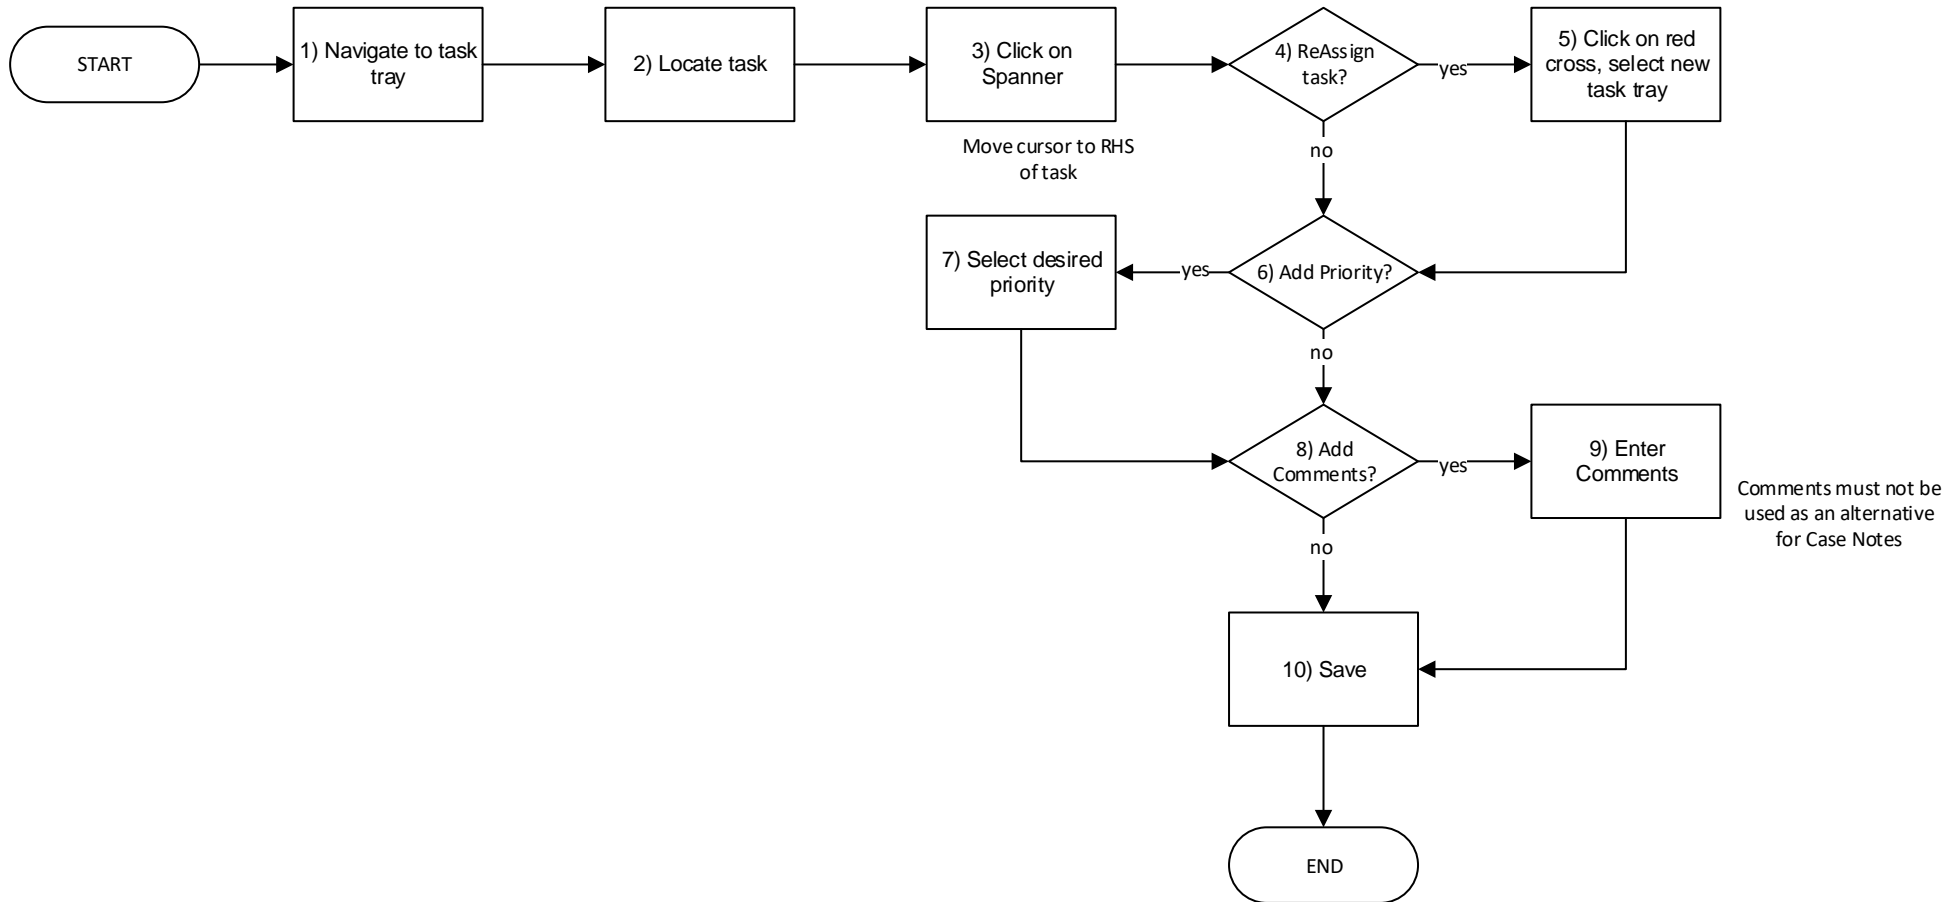 START
1) Navigate to task
tray
2) Locate task
3) Click on
Spanner
Move cursor to RHS
of task
4) ReAssign
task?
yes
5) Click on red
cross, select new
task tray
no
6) Add Priority?
yes
7) Select desired
priority
no
8) Add
Comments?
yes
9) Enter
Comments
Comments must not be
used as an alternative
for Case Notes
no
10) Save
END